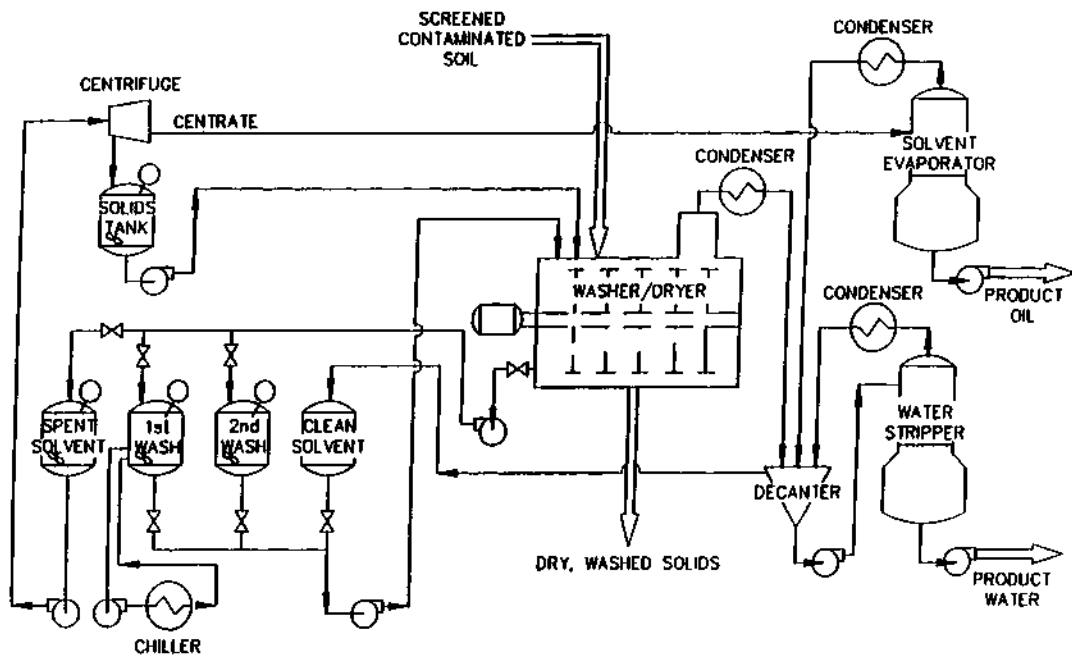 SCREENED
CONTAMINATED
SOIL
CONDENSER
CENTRIFUGE
CENTRATE
CONDENSER
SOLVENT
EVAPORATOR
SOLIDS
TANK
WASHER/DRYER
CONDENSER
PRODUCT
OIL
SPENT
SOLVENT
1st
WASH
2nd
WASH
CLEAN
SOLVENT
WATER
STRIPPER
DECANTER
DRY, WASHED SOLIDS
PRODUCT
WATER
CHILLER